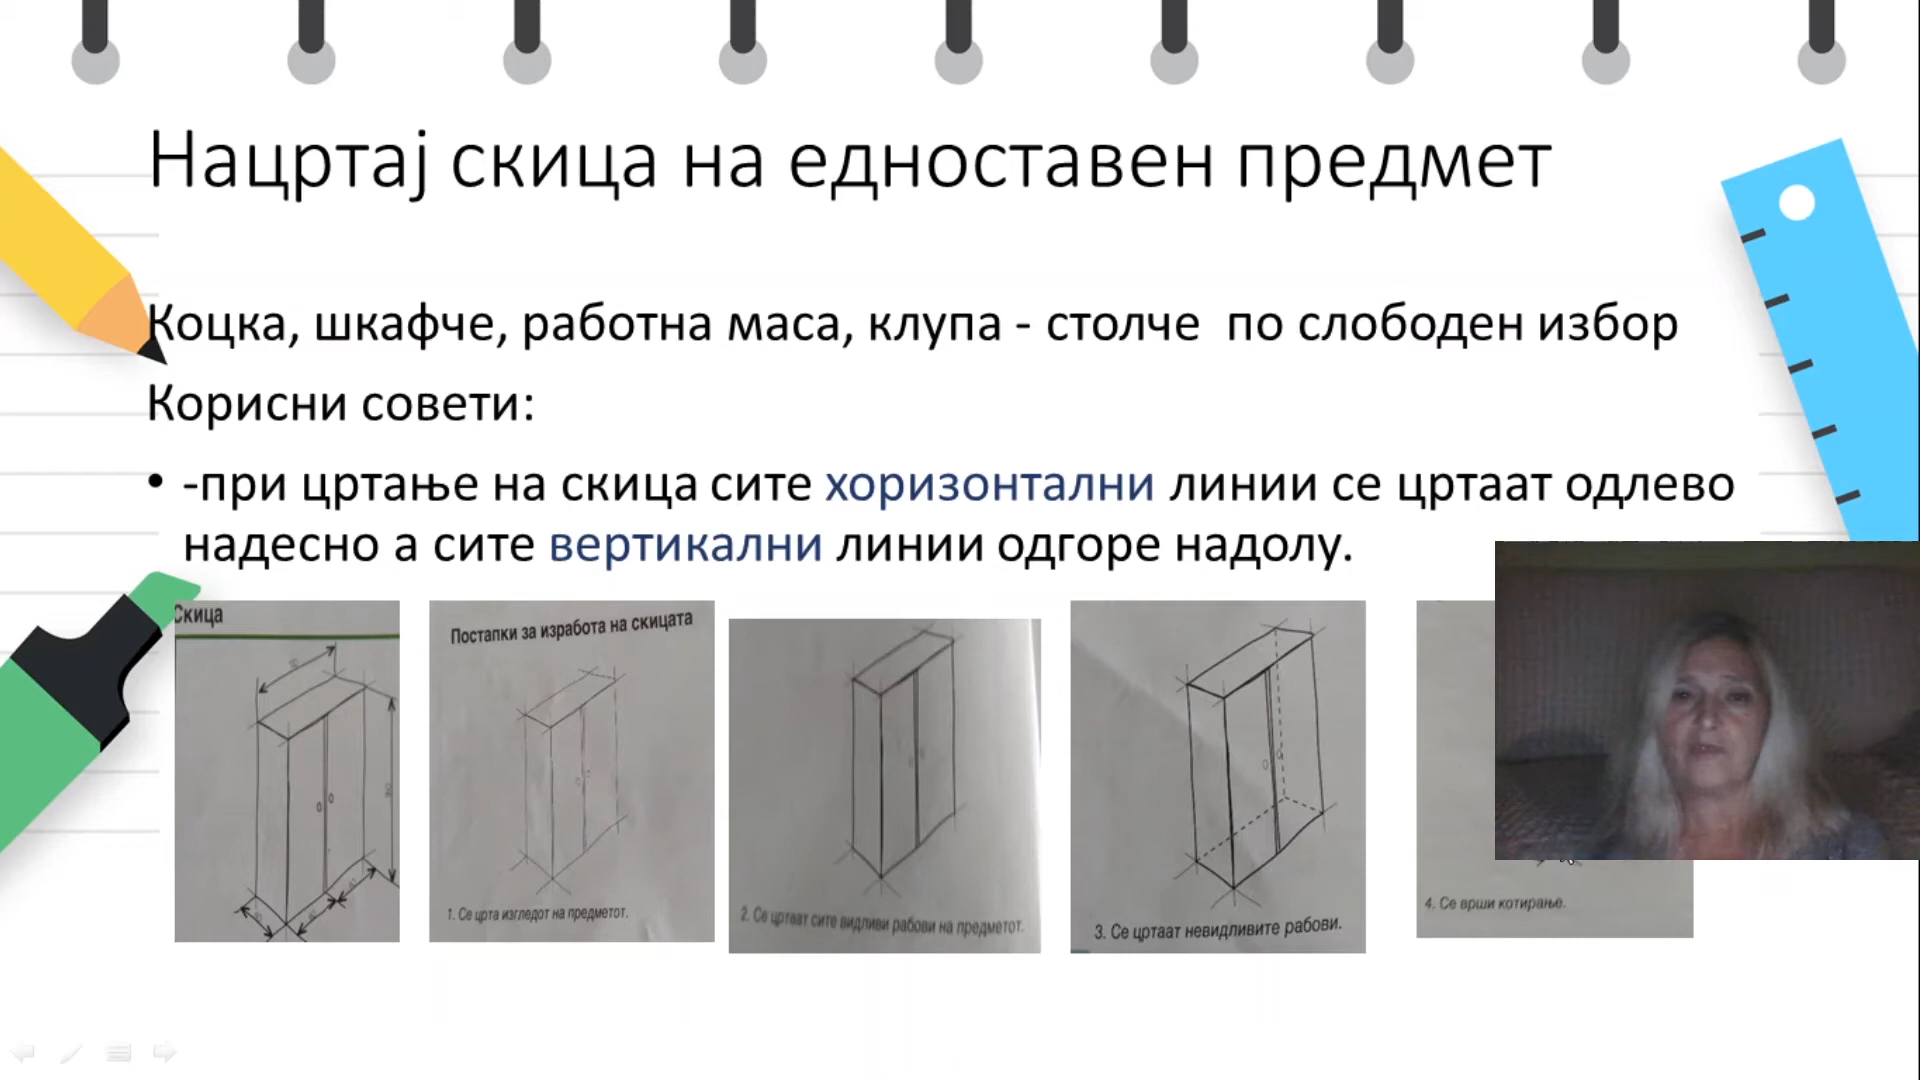 Нацртај скица на едноставен предмет
Коцка, шкафче, работна маса, клупа - столче по слободен избор
Корисни совети:
• -при цртање на скица сите хоризонтални линии се цртаат одлево
надесно а сите вертикални линии одгоре надолу.
Скица
Постапки за изработа на скицата
1. Се црта изгледот на предметот.
2. Се цртаат сите видливи рабови на предметот.
3. Се цртаат невидливите рабови.
4. Се врши котирање.